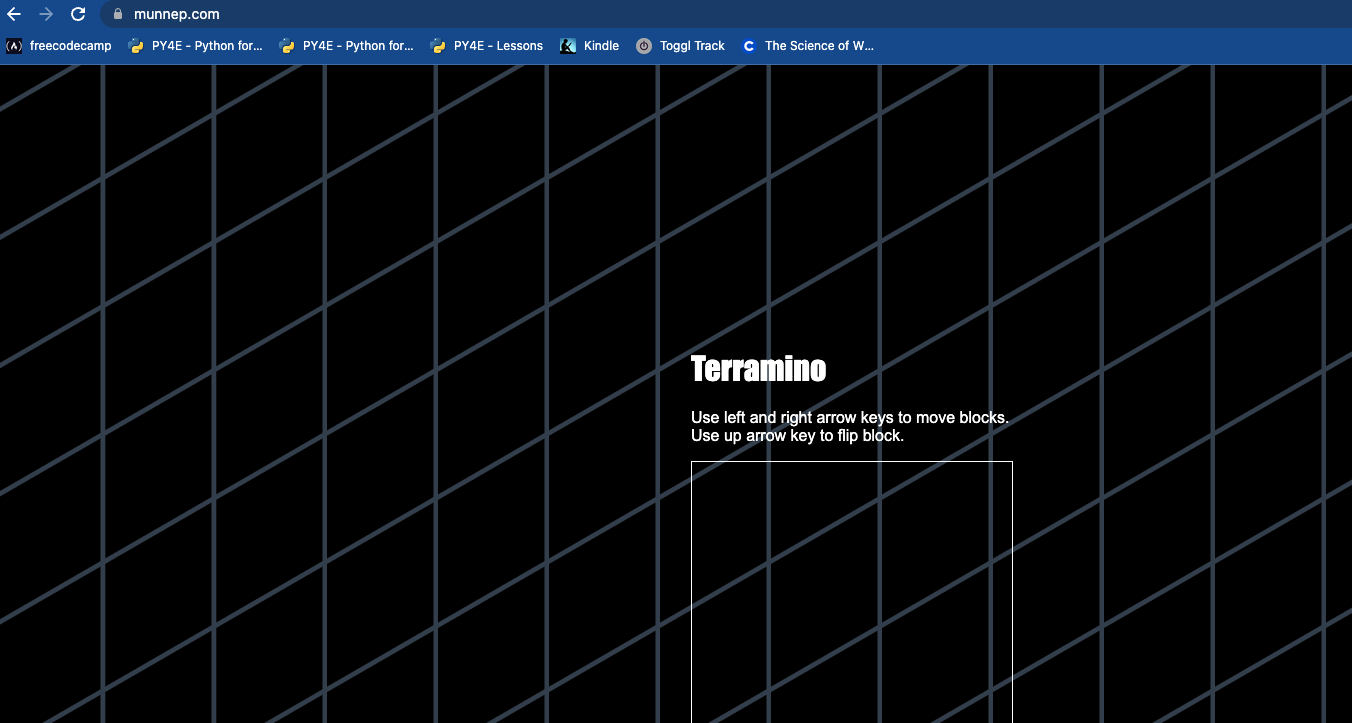 munnep.com
freecodecamp PY4E - Python for... PY4E - Python for... PY4E - Lessons Kindle Toggl Track The Science of W...
Terramino
Use left and right arrow keys to move blocks.
Use up arrow key to flip block.